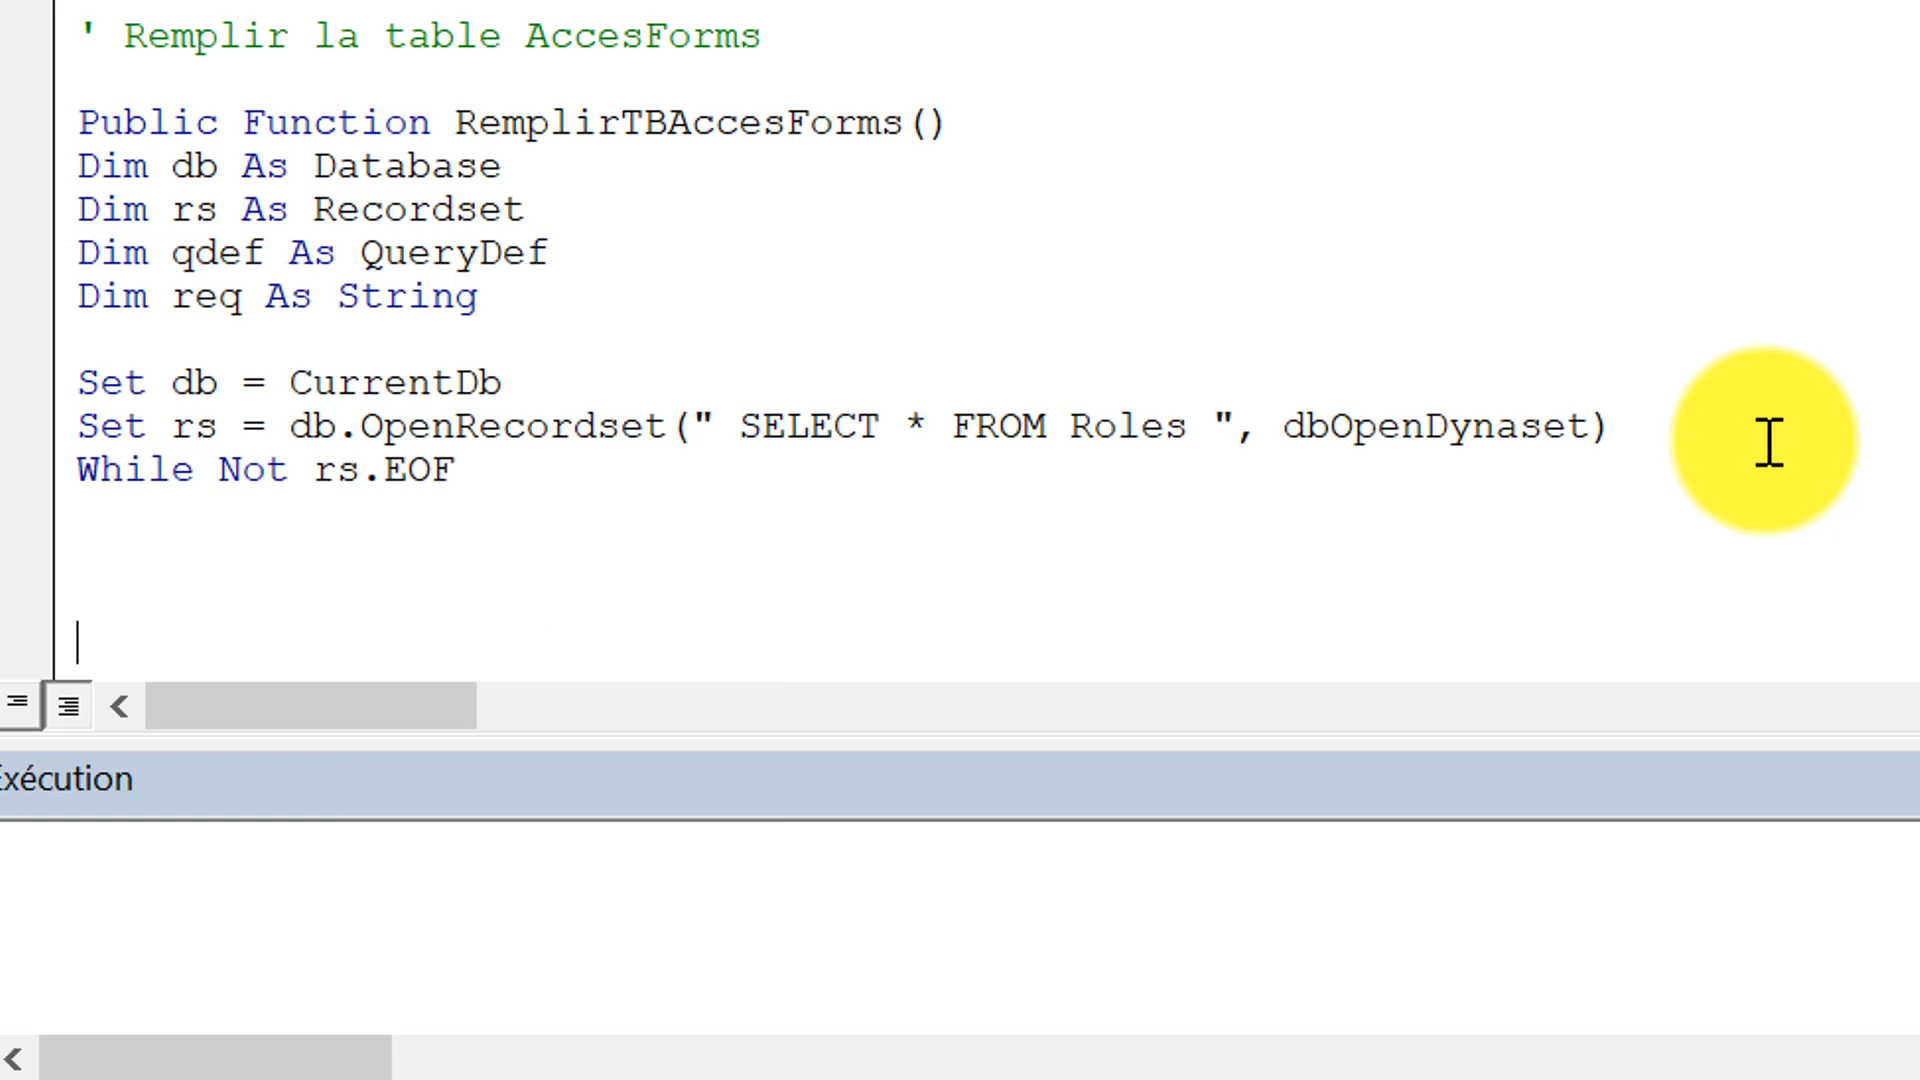 ' Remplir la table AccesForms
Public Function RemplirTBAccesForms()
Dim db As Database
Dim rs As Recordset
Dim qdef As QueryDef
Dim req As String
Set db = CurrentDb
Set rs = db.OpenRecordset(" SELECT * FROM Roles ", dbOpenDynaset)
While Not rs.EOF
Exécution